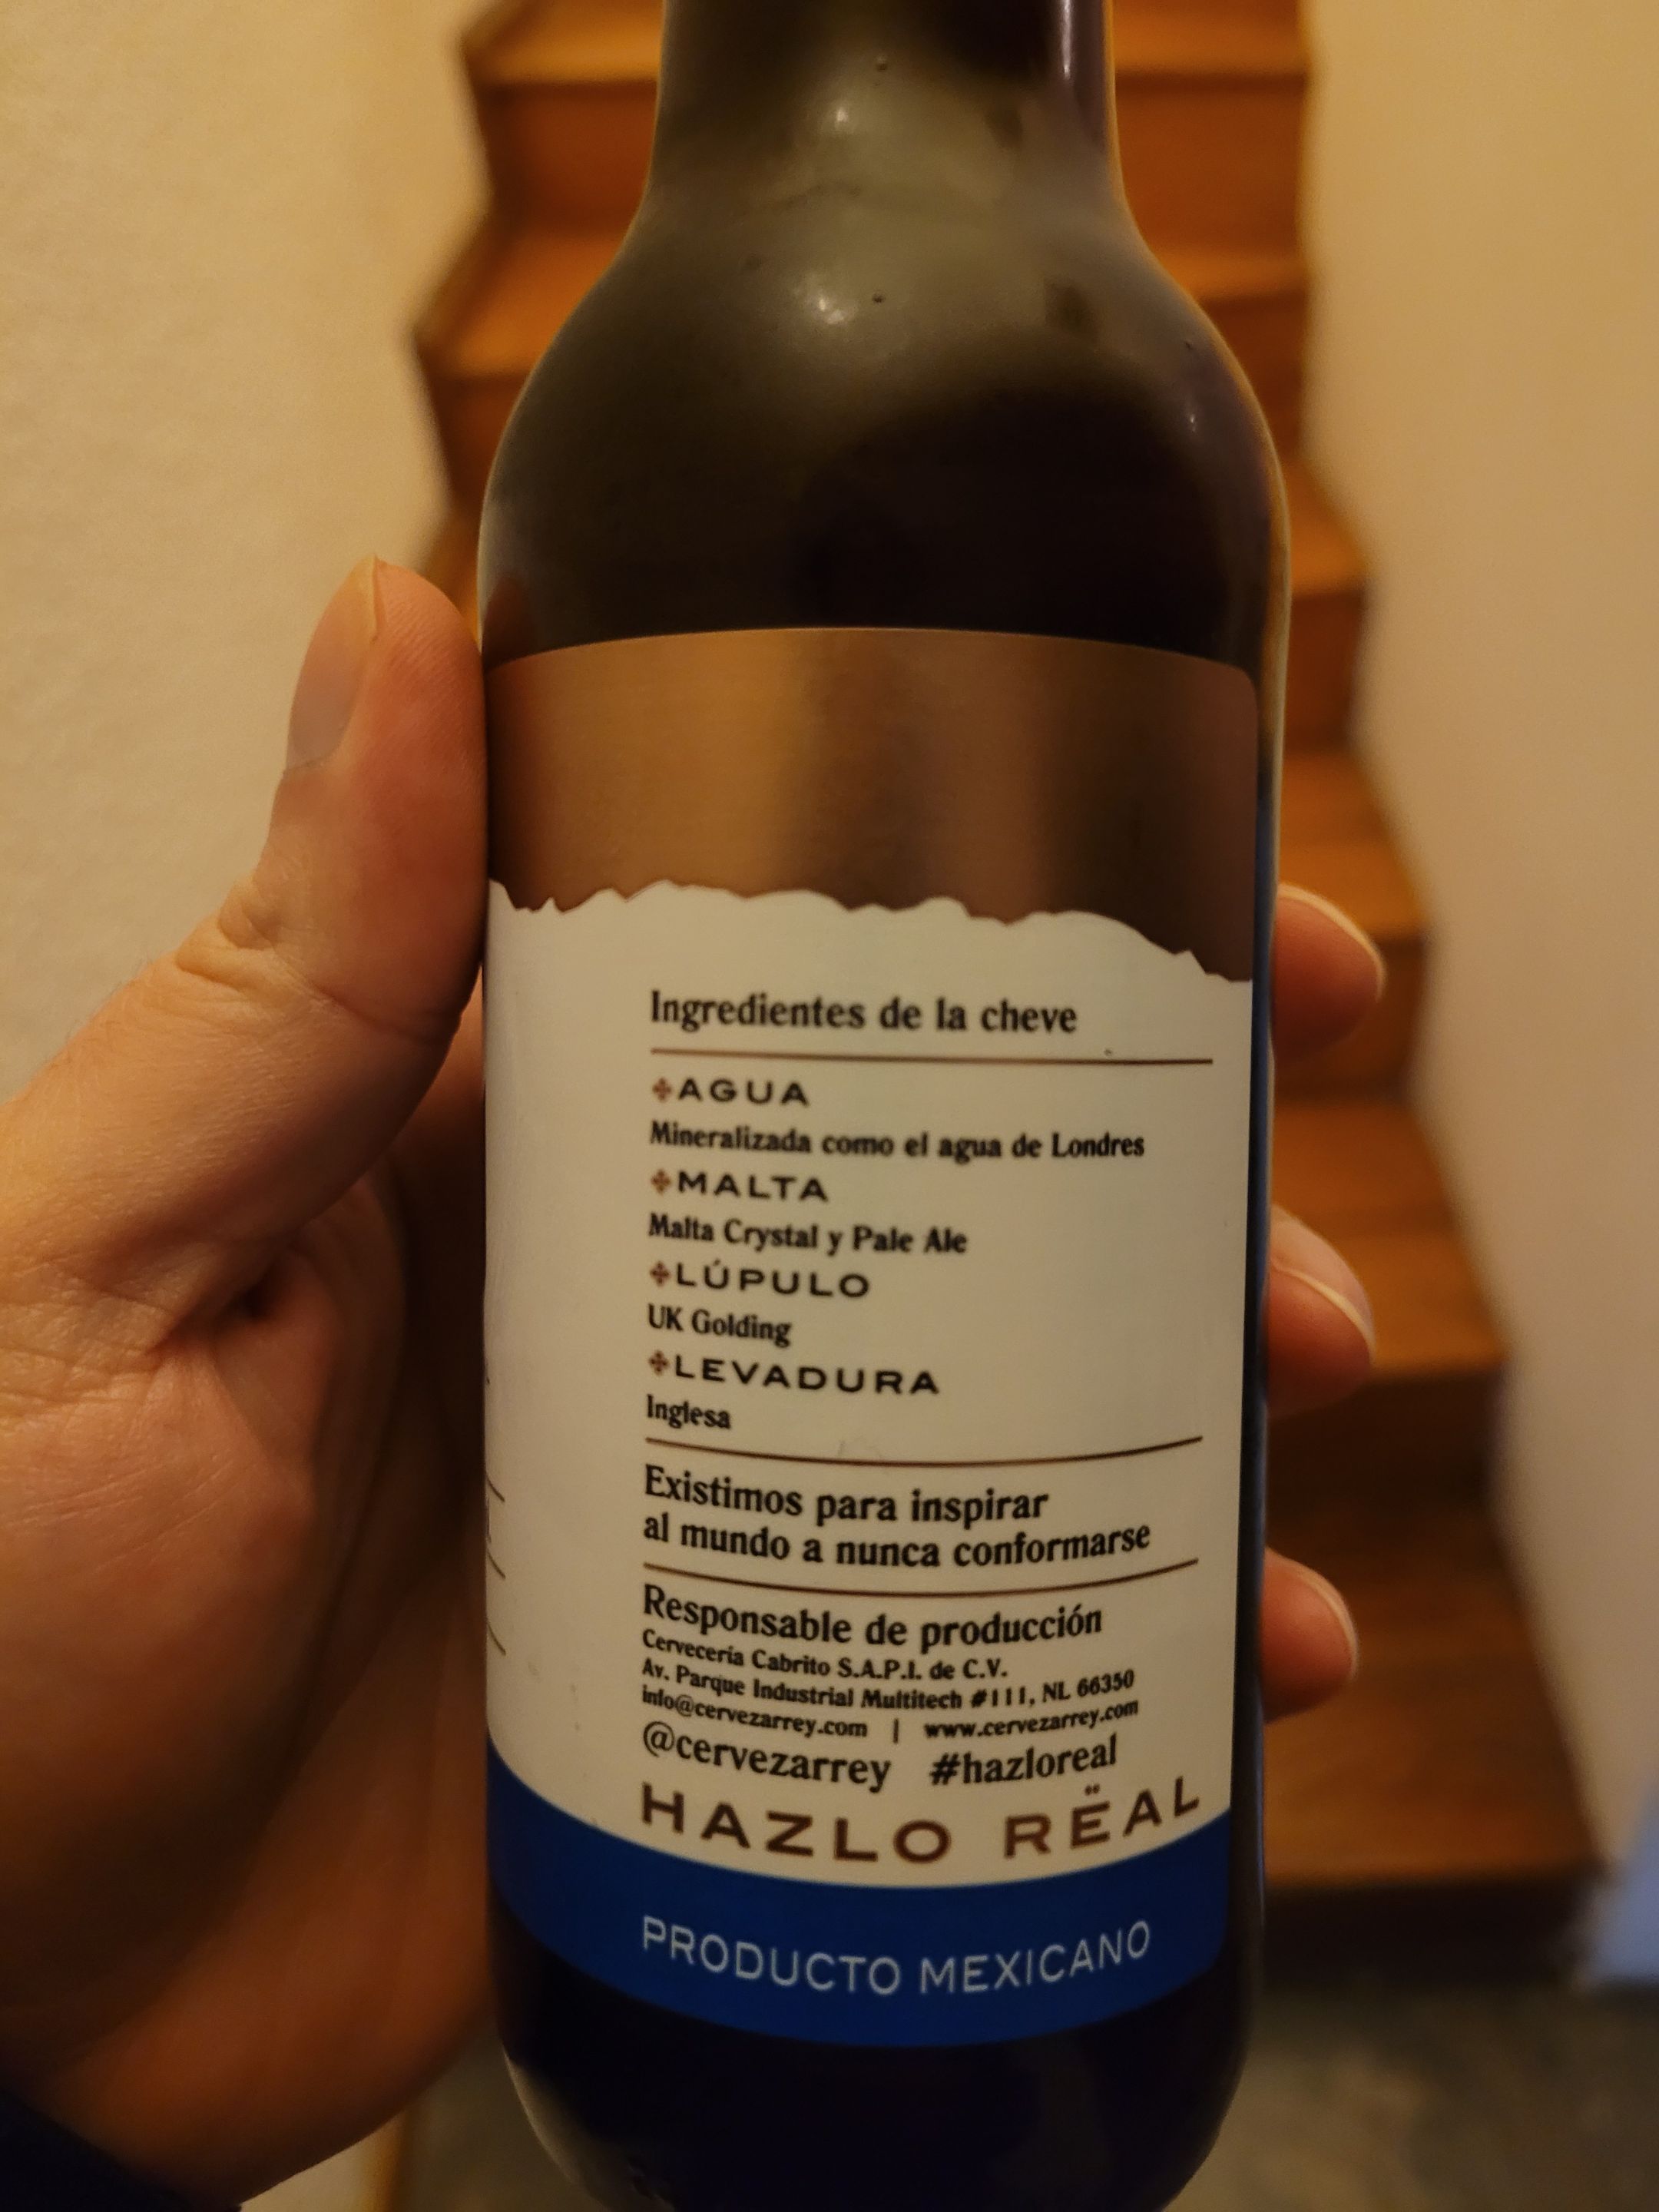 Ingredientes de la cheve
AGUA
Mineralizada como el agua de Londres
MALTA
Malta Crystal y Pale Ale
LÚPULO
UK Golding
LEVADURA
Inglesa
Existimos para inspirar
al mundo a nunca conformarse
Responsable de producción
Cervecería Cabrito S.A.P.I. de C.V.
Av. Parque Industrial Multitech #111, NL 66350
info@cervezarrey.com | www.cervezarrey.com
@cervezarrey #hazloreal
HAZLO RËAL
PRODUCTO MEXICANO